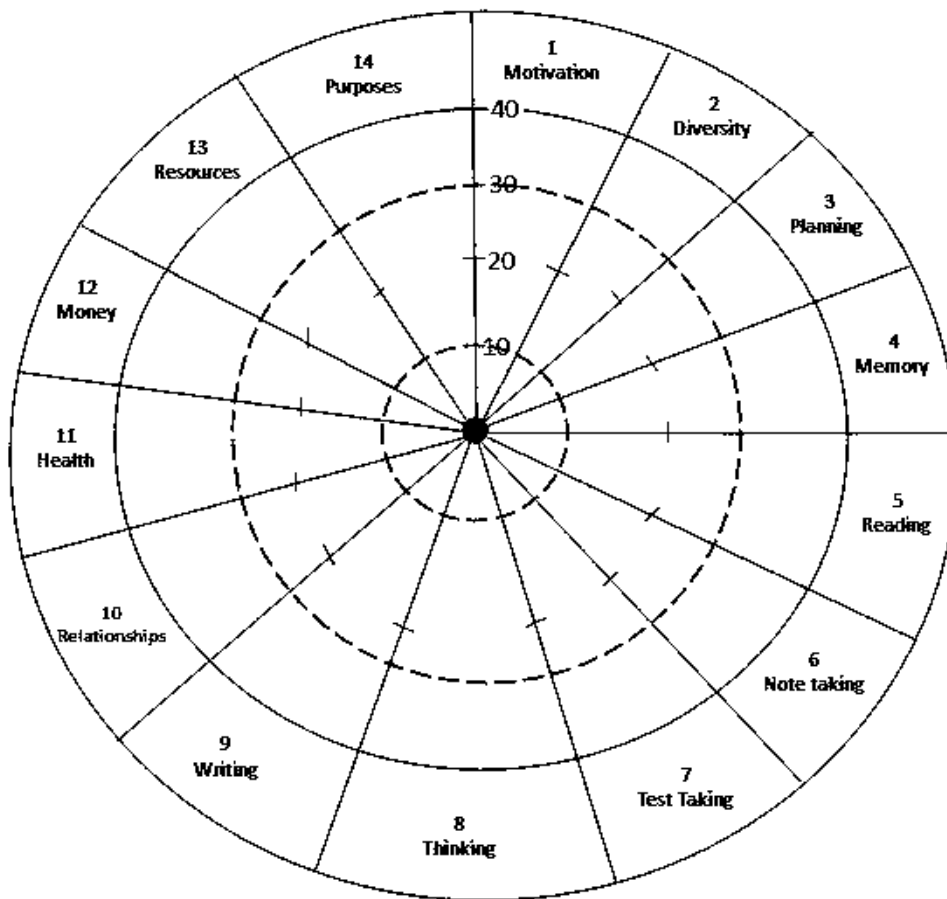 1
Motivation
2
Diversity
3
Planning
4
Memory
5
Reading
6
Note taking
7
Test Taking
8
Thinking
9
Writing
10
Relationships
11
Health
12
Money
13
Resources
14
Purposes
40
30
20
10